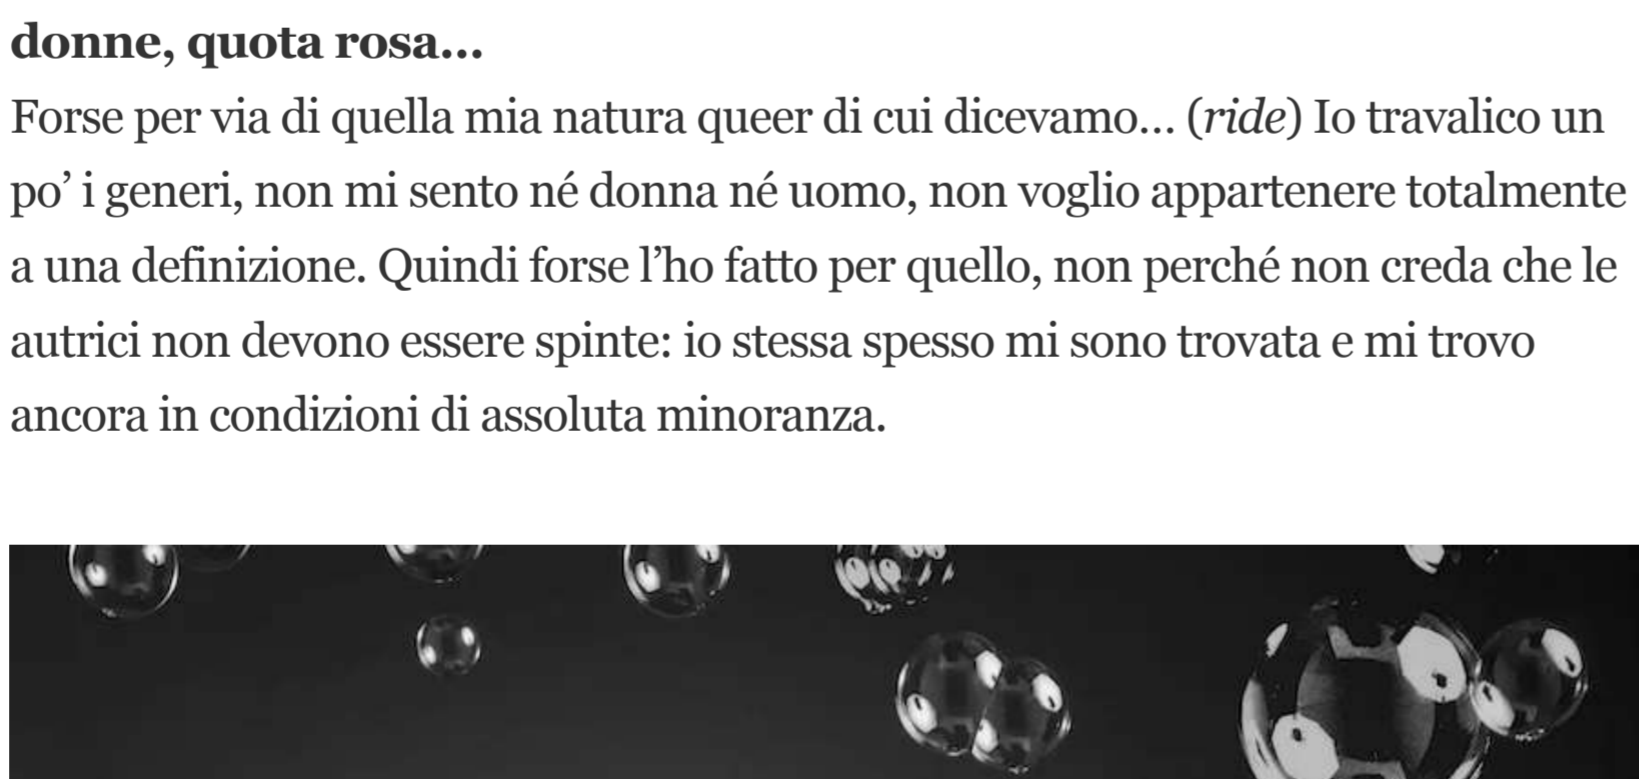 donne, quota rosa...
Forse per via di quella mia natura queer di cui dicevamo... (ride) Io travalico un
po’ i generi, non mi sento né donna né uomo, non voglio appartenere totalmente
a una definizione. Quindi forse l’ho fatto per quello, non perché non creda che le
autrici non devono essere spinte: io stessa spesso mi sono trovata e mi trovo
ancora in condizioni di assoluta minoranza.